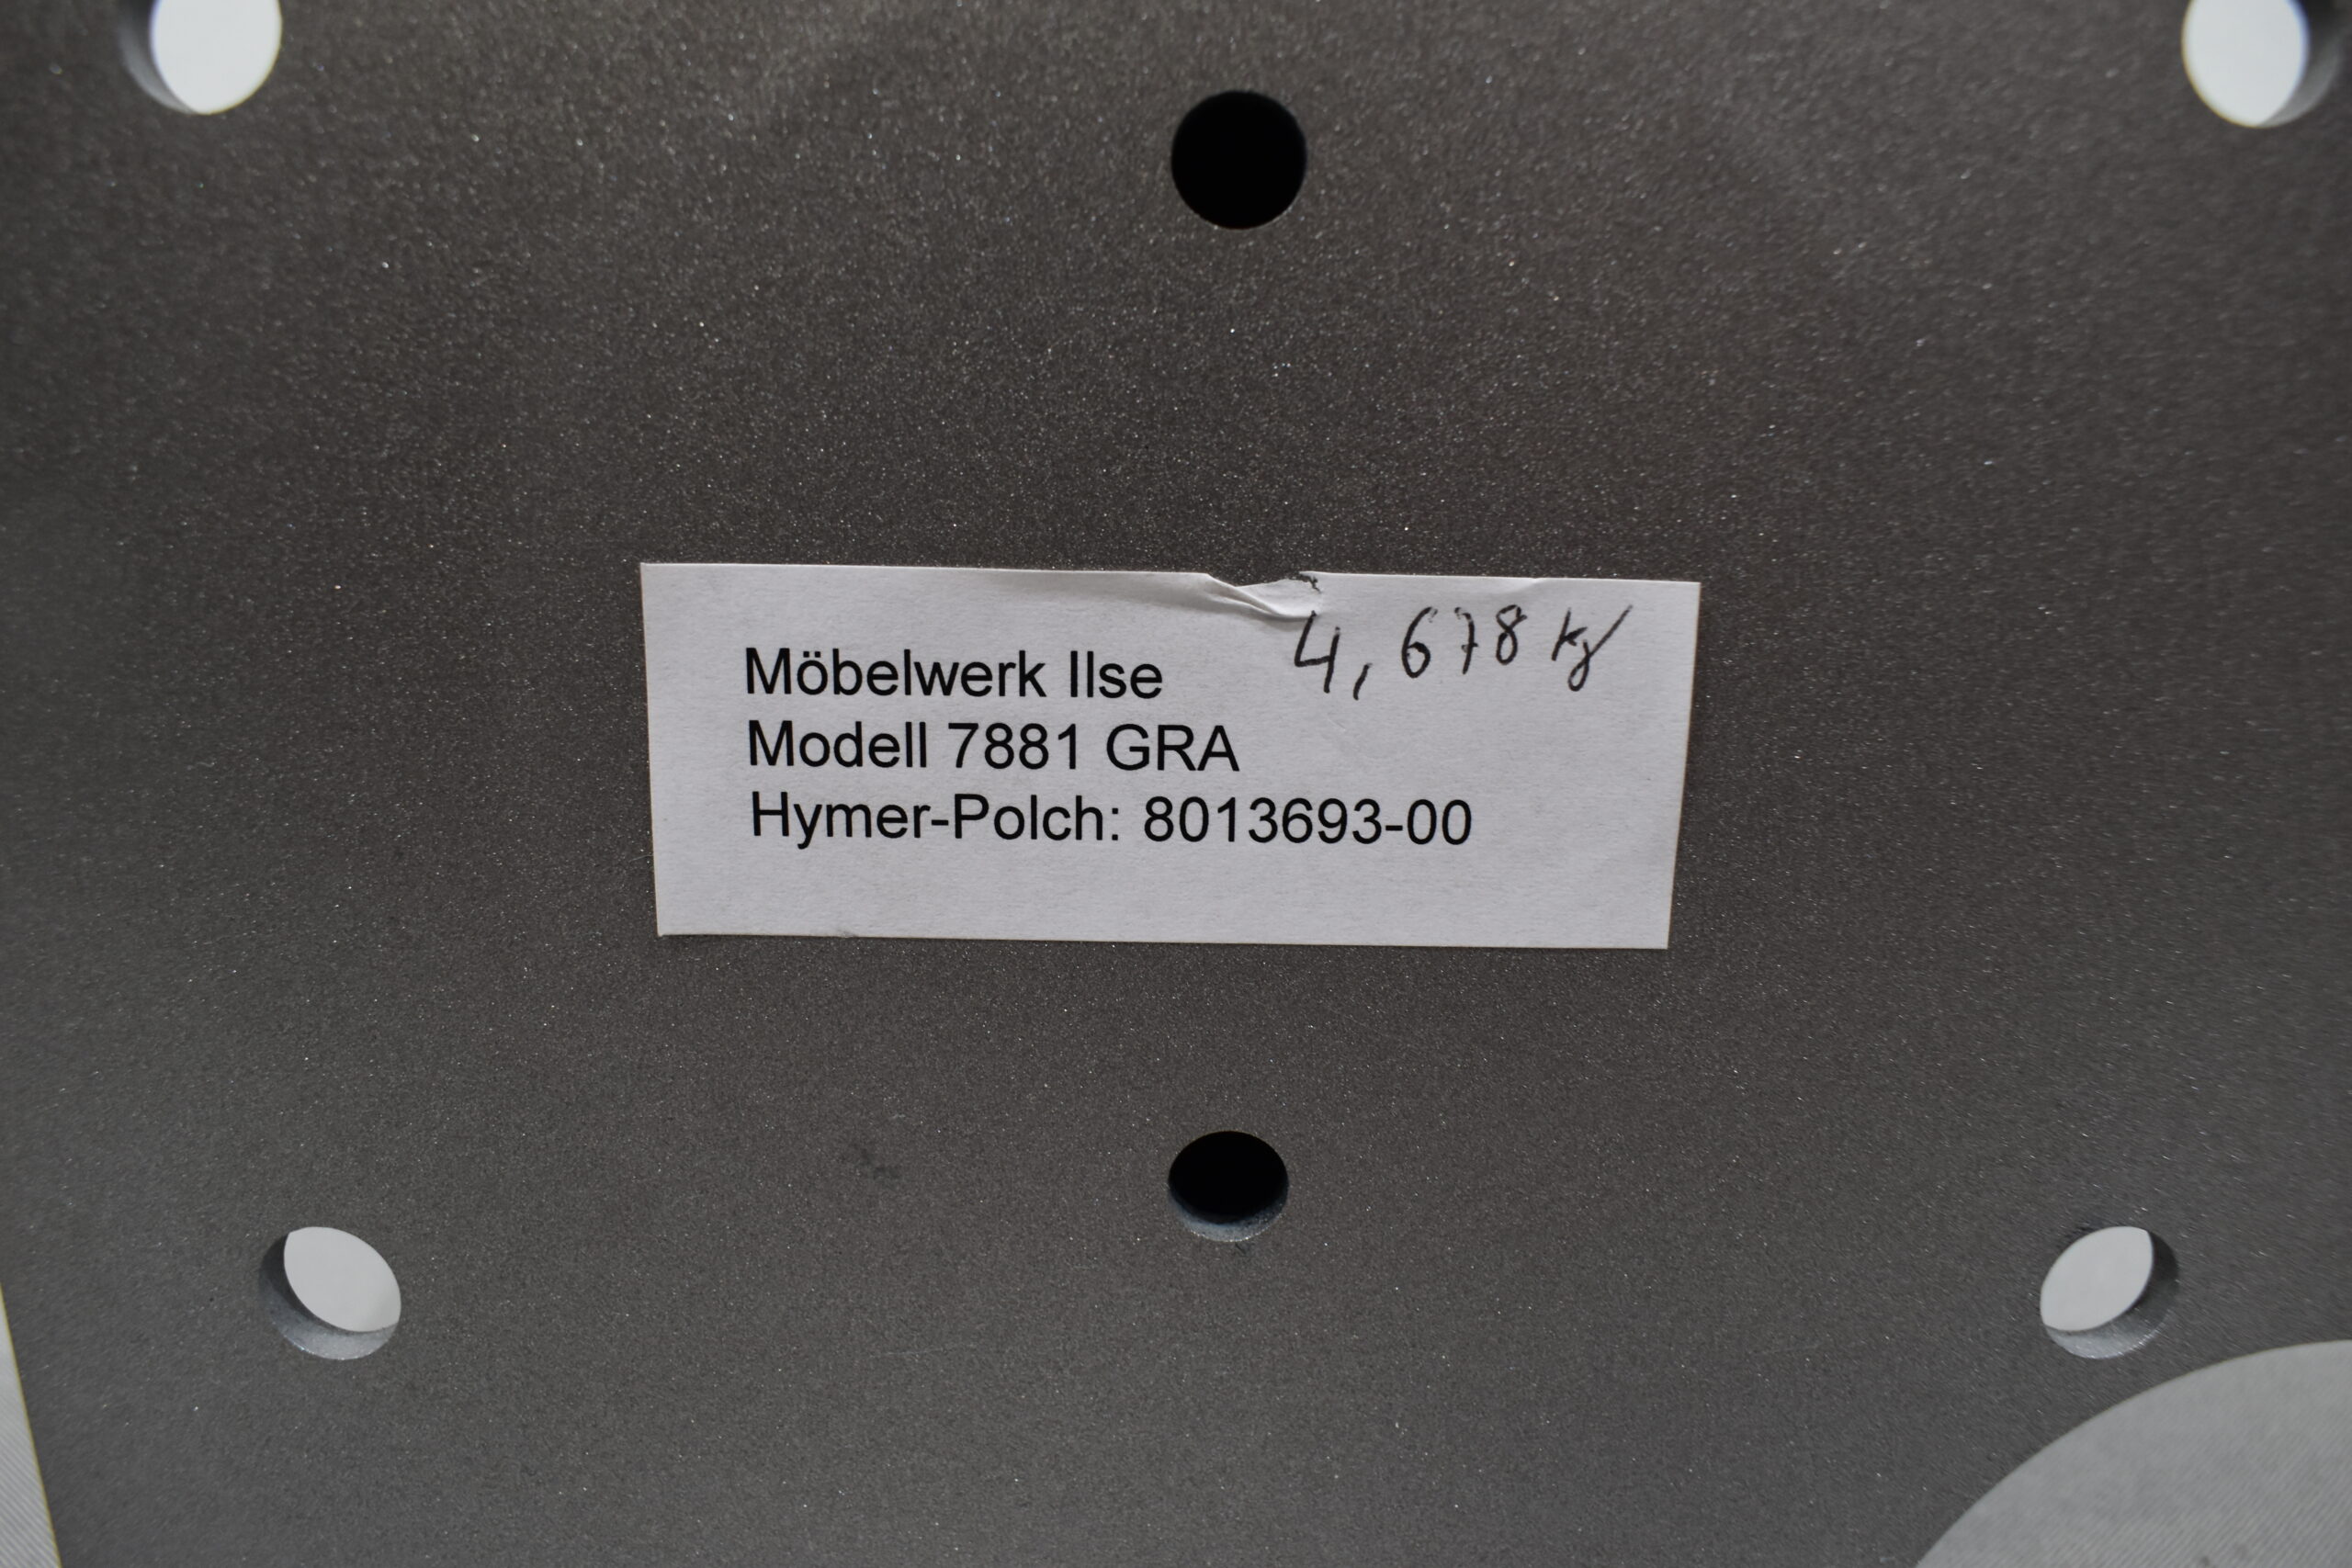 4,678 kg
Möbelwerk Ilse
Modell 7881 GRA
Hymer-Polch: 8013693-00